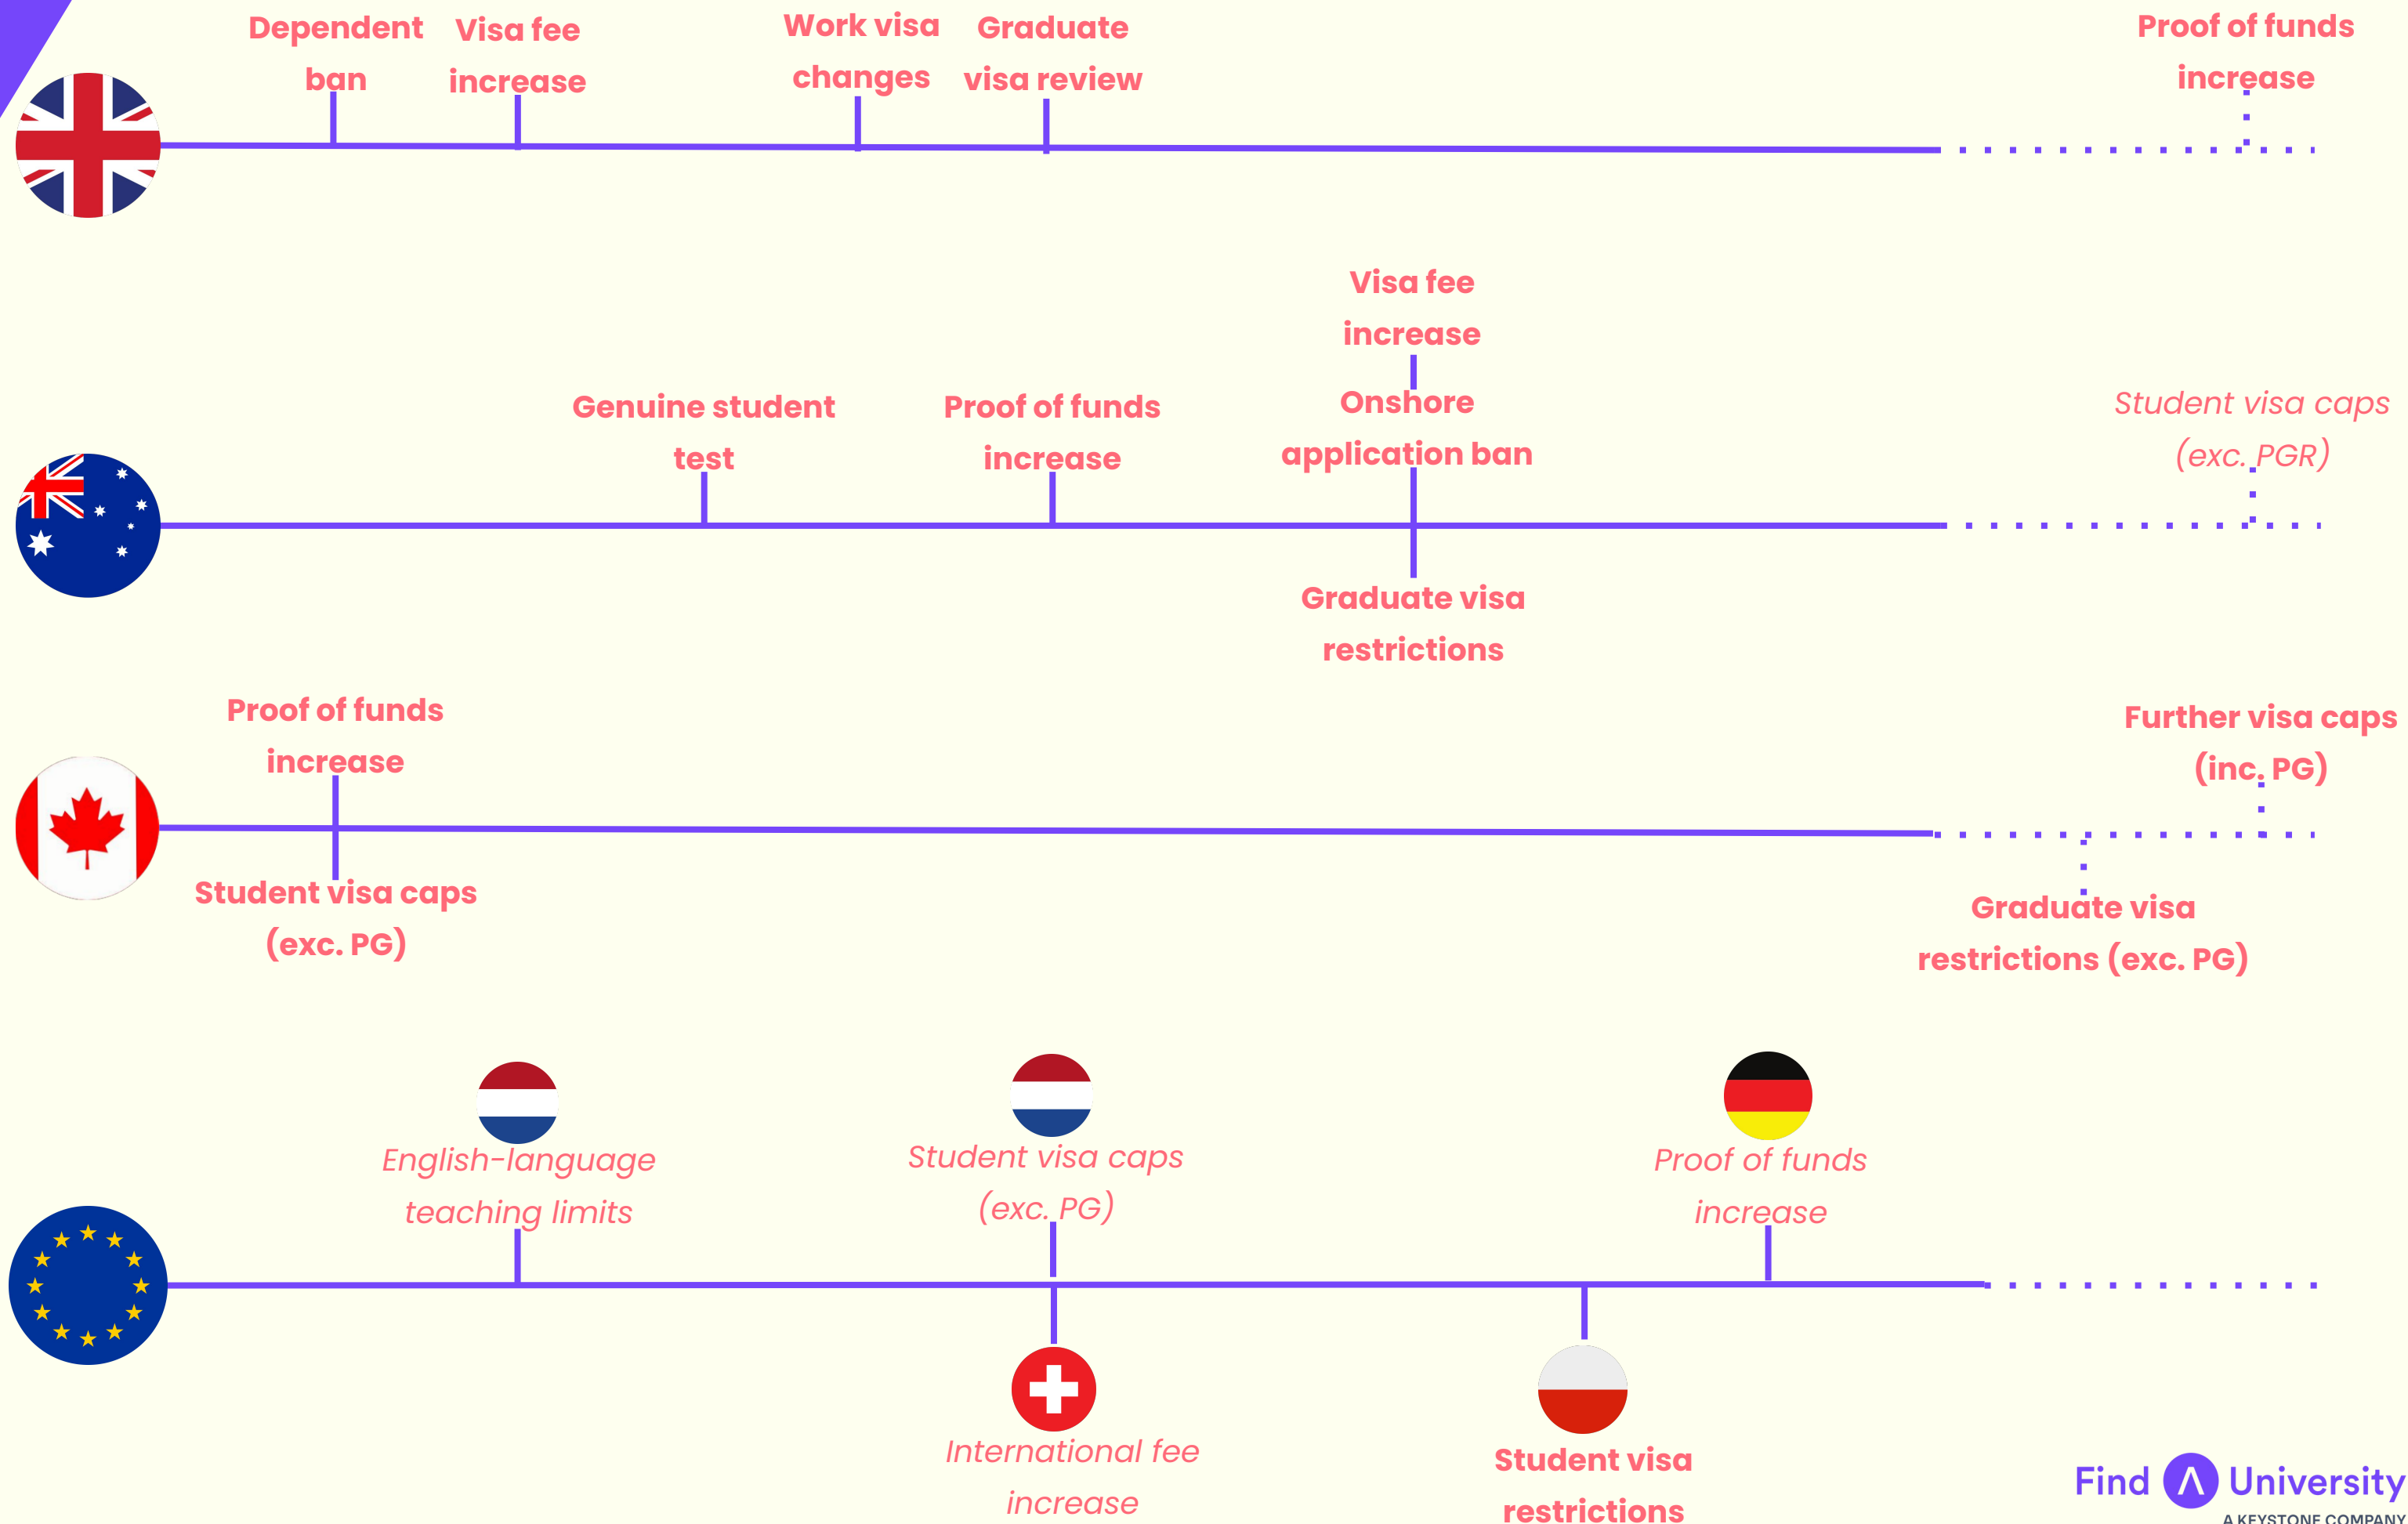 Dependent
ban
Visa fee
increase
Work visa
changes
Graduate
visa review
Proof of funds
increase
Visa fee
increase
Genuine student
test
Proof of funds
increase
Onshore
application ban
Student visa caps
(exc. PGR)
Graduate visa
restrictions
Proof of funds
increase
Further visa caps
(inc. PG)
Student visa caps
(exc. PG)
Graduate visa
restrictions (exc. PG)
English-language
teaching limits
Student visa caps
(exc. PG)
Proof of funds
increase
International fee
increase
Student visa
restrictions
Find A University
A KEYSTONE COMPANY